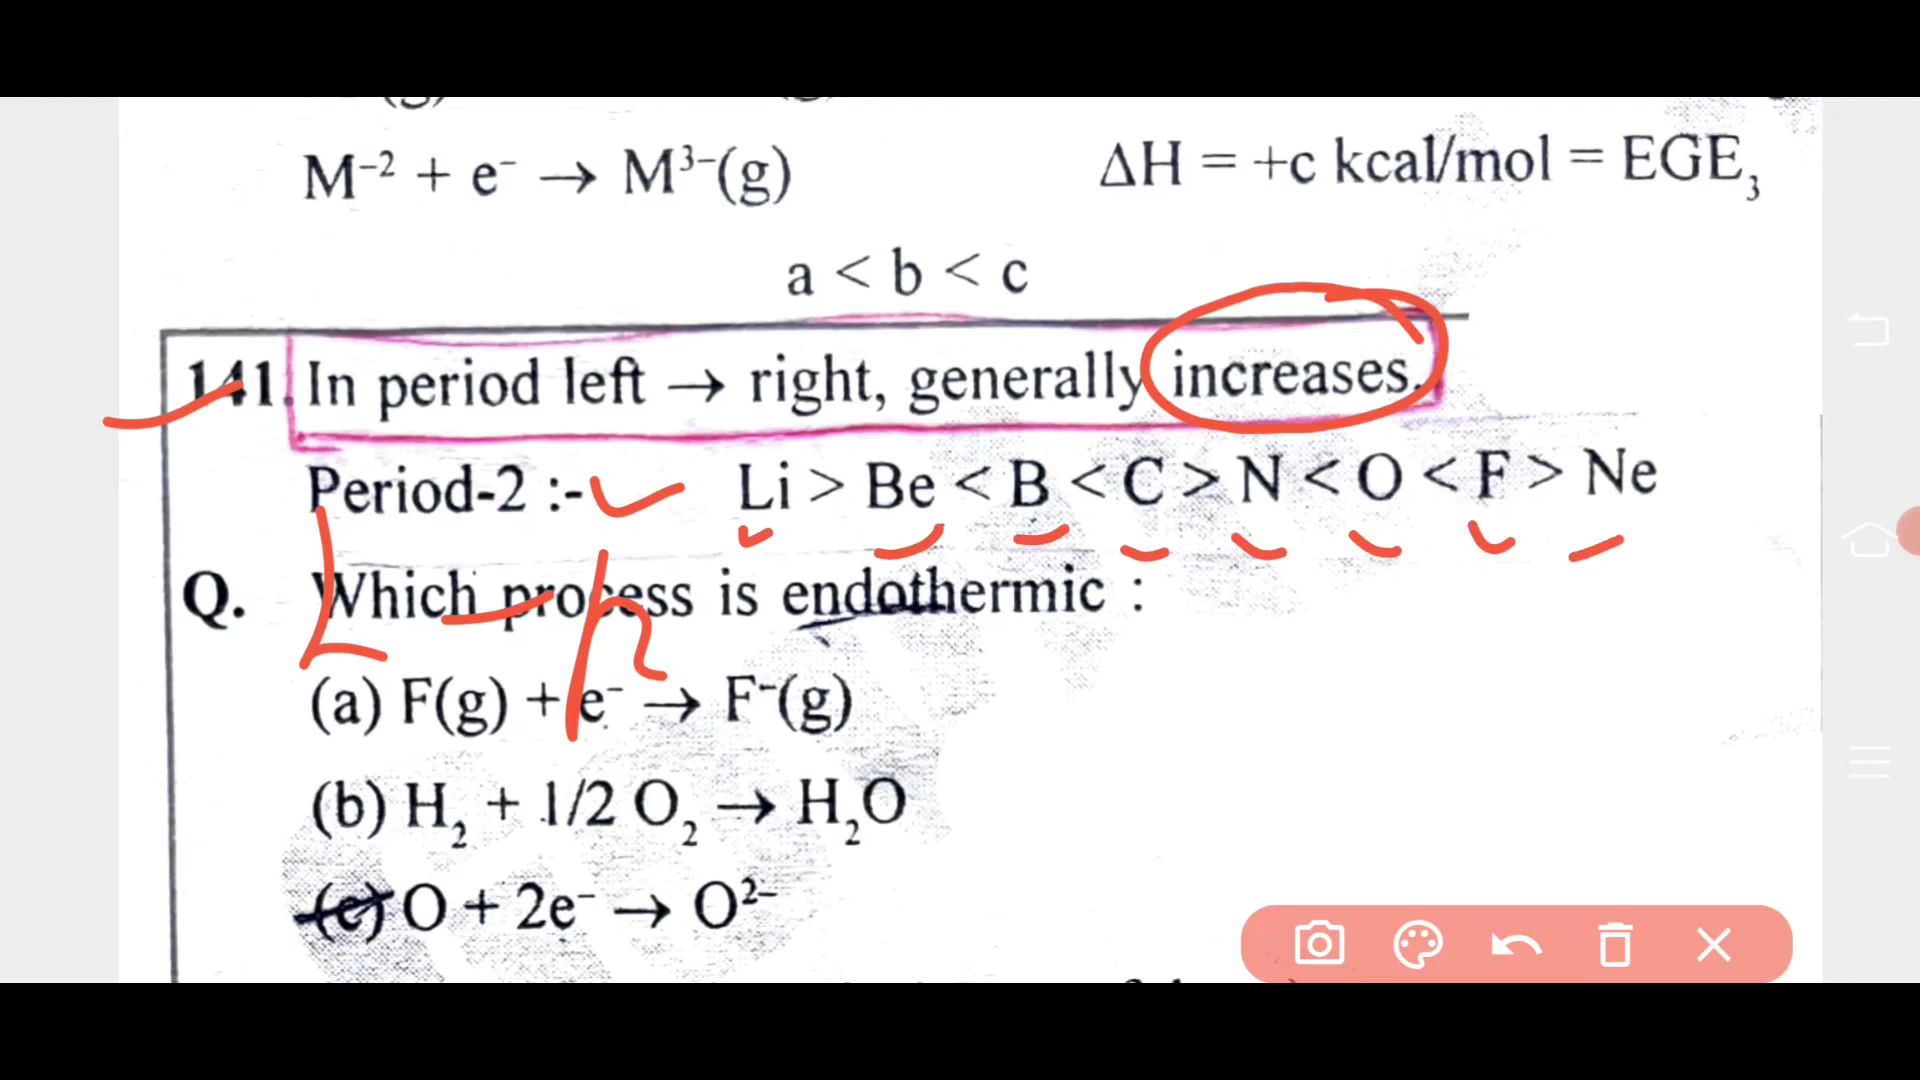 M⁻² + e⁻ → M³⁻(g) ΔH = +c kcal/mol = EGE₃
a < b < c
141. In period left → right, generally increases.
Period-2 :- Li > Be < B < C > N < O < F > Ne
Q. Which process is endothermic :
L → R
(a) F(g) + e⁻ → F⁻(g)
(b) H₂ + 1/2 O₂ → H₂O
(c) O + 2e⁻ → O²⁻